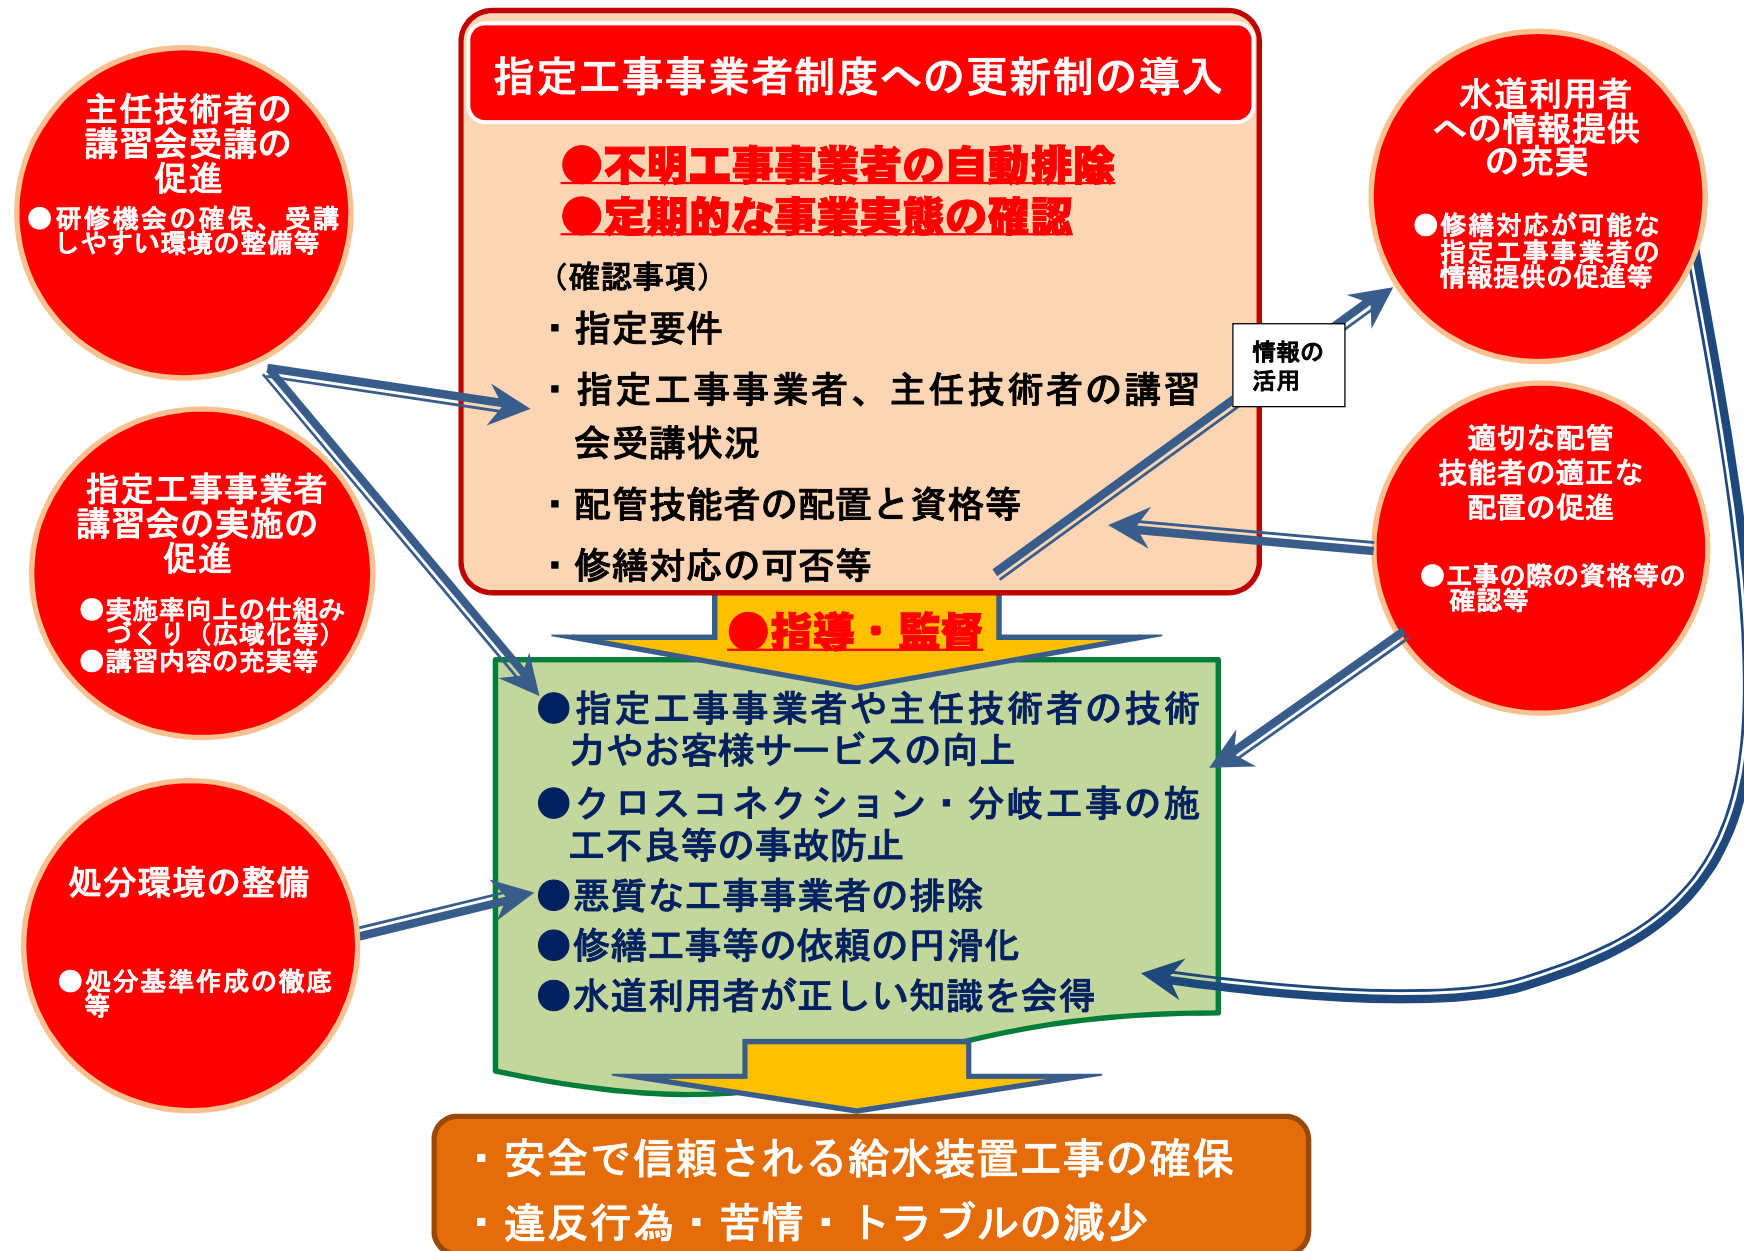 指定工事事業者制度への更新制の導入
●不明工事事業者の自動排除
●定期的な事業実態の確認
（確認事項）
・指定要件
・指定工事事業者、主任技術者の講習
会受講状況
・配管技能者の配置と資格等
・修繕対応の可否等
主任技術者の
講習会受講の
促進
●研修機会の確保、受講
しやすい環境の整備等
指定工事事業者
講習会の実施の
促進
●実施率向上の仕組み
づくり（広域化等）
●講習内容の充実等
処分環境の整備
●処分基準作成の徹底
等
水道利用者
への情報提供
の充実
●修繕対応が可能な
指定工事事業者の
情報提供の促進等
情報の
活用
適切な配管
技能者の適正な
配置の促進
●工事の際の資格等の
確認等
●指導・監督
●指定工事事業者や主任技術者の技術
力やお客様サービスの向上
●クロスコネクション・分岐工事の施
工不良等の事故防止
●悪質な工事事業者の排除
●修繕工事等の依頼の円滑化
●水道利用者が正しい知識を会得
・安全で信頼される給水装置工事の確保
・違反行為・苦情・トラブルの減少